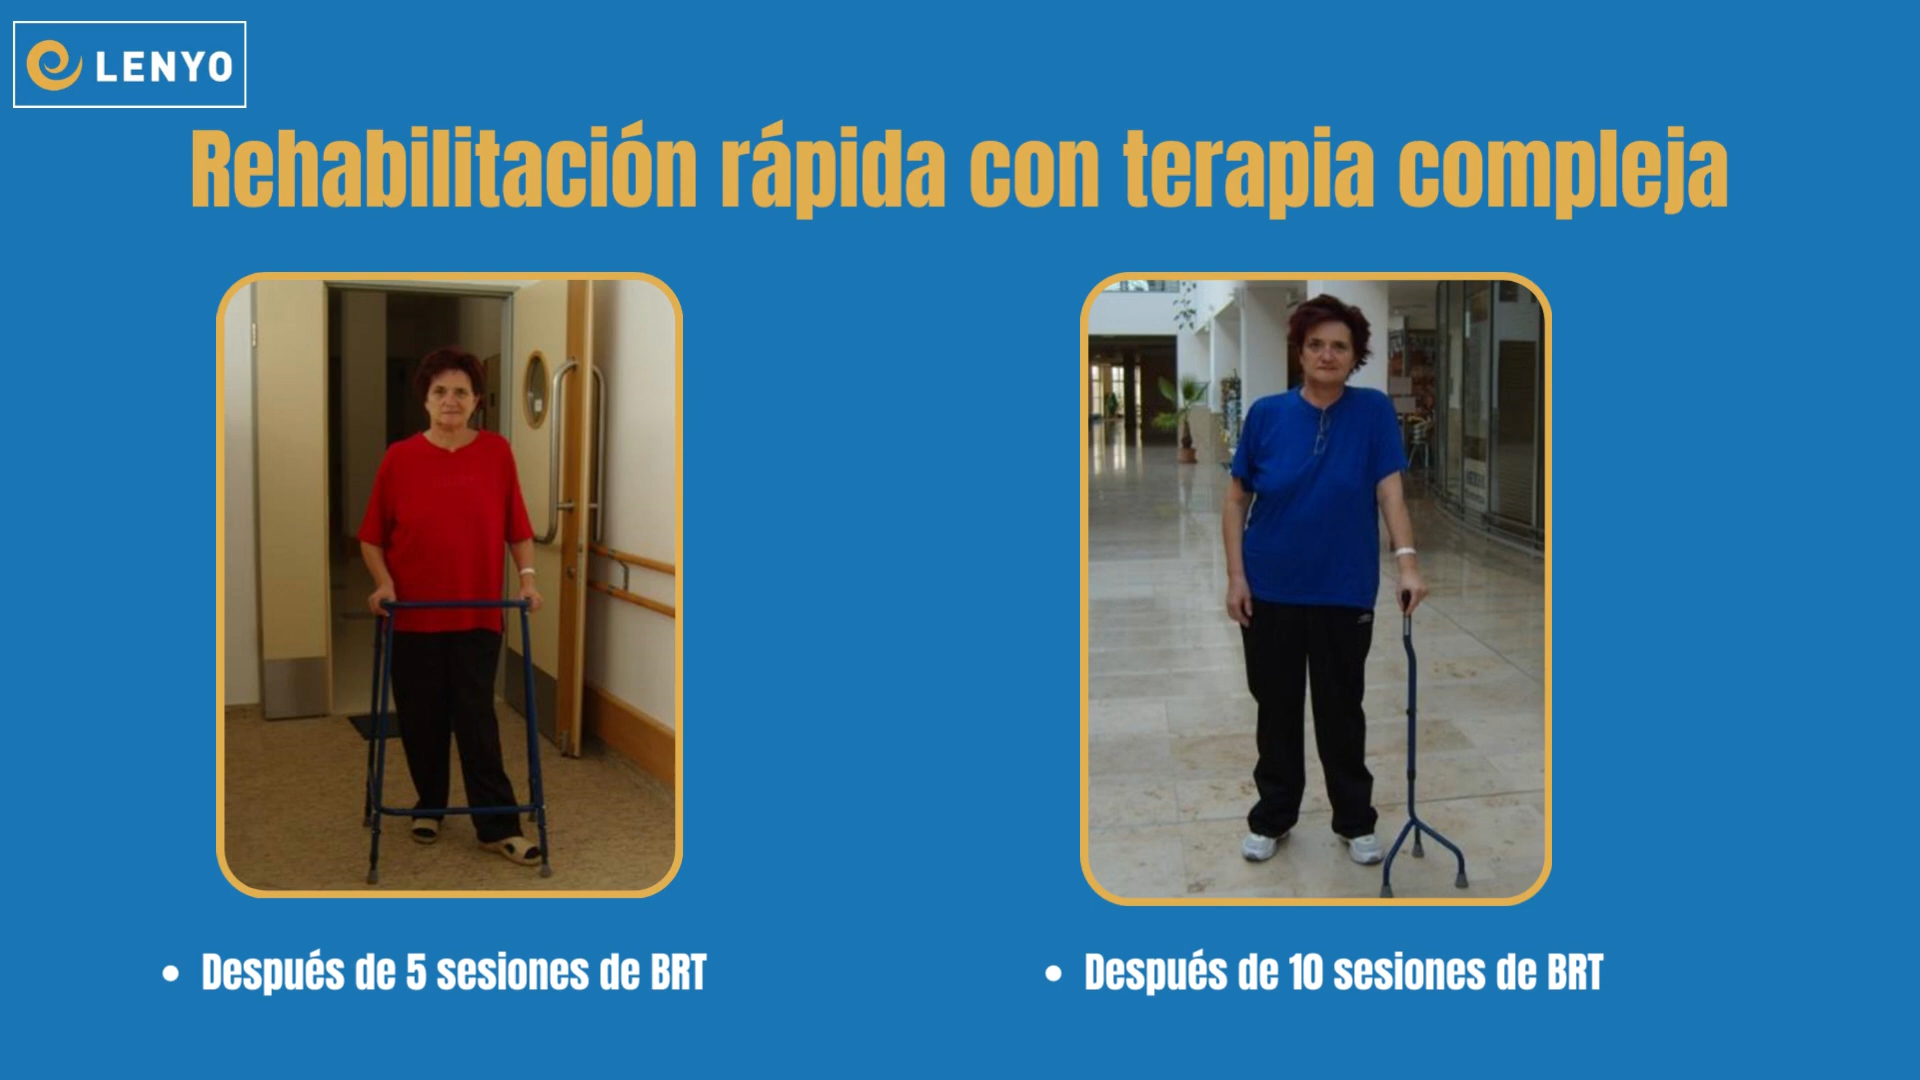 LENYO
Rehabilitación rápida con terapia compleja
• Después de 5 sesiones de BRT
• Después de 10 sesiones de BRT